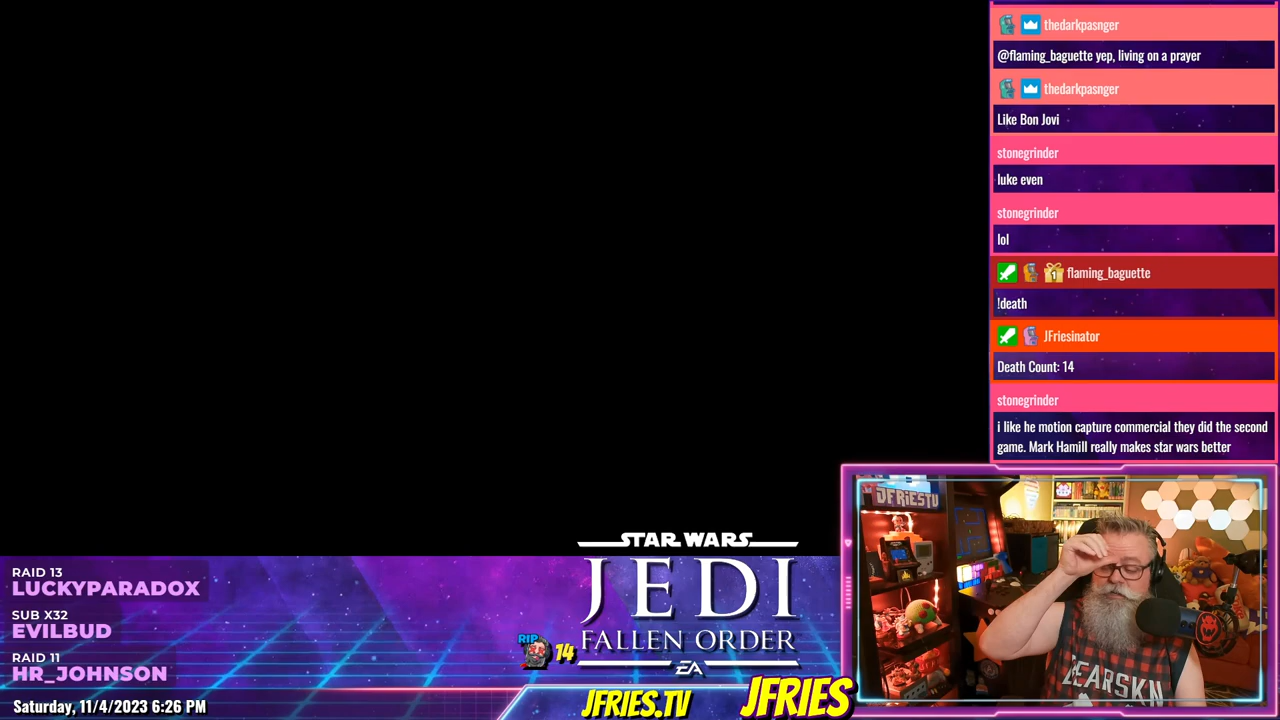 thedarkpasnger
@flaming_baguette yep, living on a prayer
thedarkpasnger
Like Bon Jovi
stonegrinder
luke even
stonegrinder
lol
1 flaming_baguette
!death
JFriesinator
Death Count: 14
stonegrinder
i like he motion capture commercial they did the second
game. Mark Hamill really makes star wars better
JFRIESTV
RAID 13
LUCKYPARADOX
SUB X32
EVILBUD
RAID 11
HR_JOHNSON
Saturday, 11/4/2023 6:26 PM
STAR WARS
JEDI
FALLEN ORDER
EA
RIP
14
JFRIES.TV
JFRIES
BEARSKN